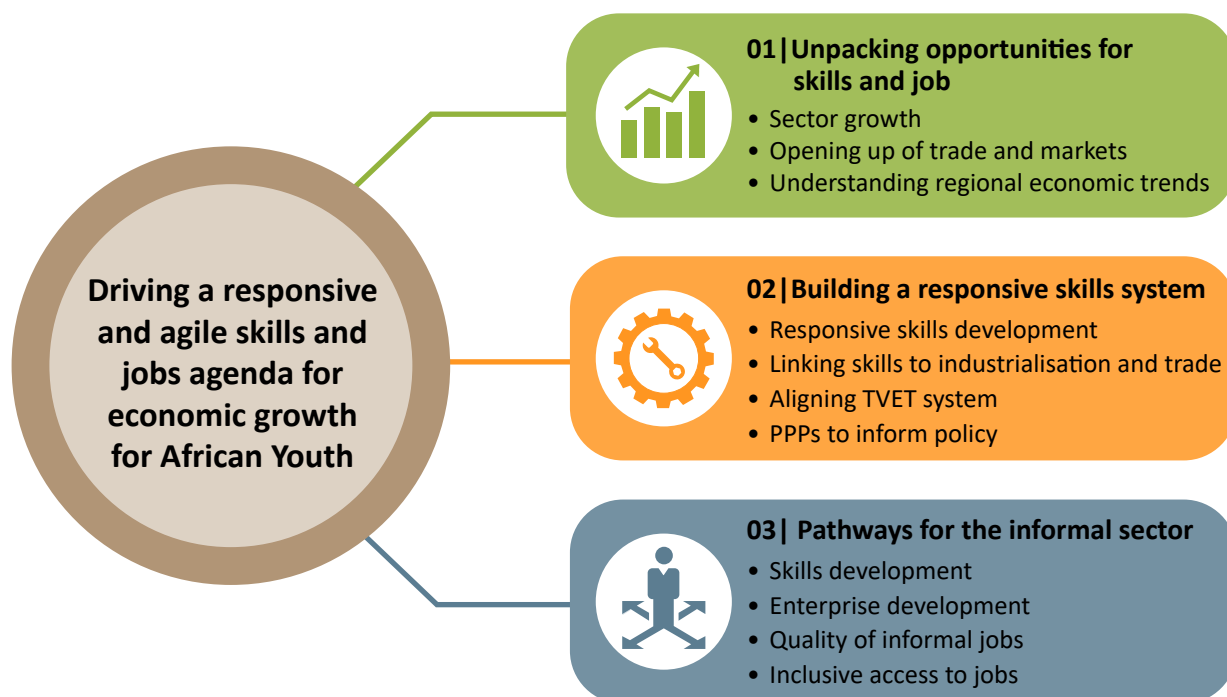 Driving a responsive
and agile skills and
jobs agenda for
economic growth
for African Youth
01|Unpacking opportunities for
skills and job
• Sector growth
• Opening up of trade and markets
• Understanding regional economic trends
02|Building a responsive skills system
• Responsive skills development
• Linking skills to industrialisation and trade
• Aligning TVET system
• PPPs to inform policy
03| Pathways for the informal sector
• Skills development
• Enterprise development
• Quality of informal jobs
• Inclusive access to jobs